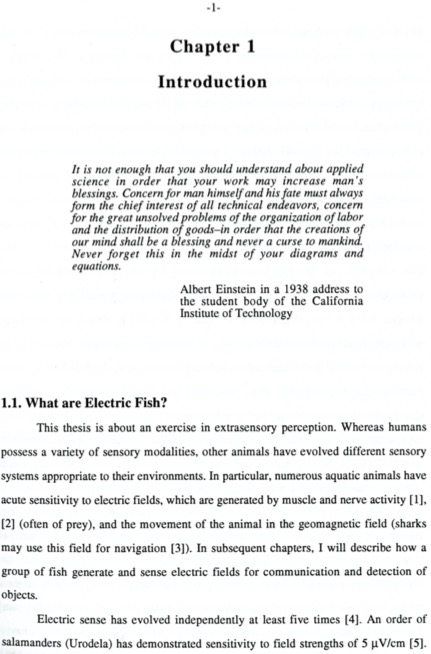 -1-
Chapter 1
Introduction
It is not enough that you should understand about applied
science in order that your work may increase man's
blessings. Concern for man himself and his fate must always
form the chief interest of all technical endeavors, concern
for the great unsolved problems of the organization of labor
and the distribution of goods–in order that the creations of
our mind shall be a blessing and never a curse to mankind.
Never forget this in the midst of your diagrams and
equations.
Albert Einstein in a 1938 address to
the student body of the California
Institute of Technology
1.1. What are Electric Fish?
This thesis is about an exercise in extrasensory perception. Whereas humans
possess a variety of sensory modalities, other animals have evolved different sensory
systems appropriate to their environments. In particular, numerous aquatic animals have
acute sensitivity to electric fields, which are generated by muscle and nerve activity [1],
[2] (often of prey), and the movement of the animal in the geomagnetic field (sharks
may use this field for navigation [3]). In subsequent chapters, I will describe how a
group of fish generate and sense electric fields for communication and detection of
objects.
Electric sense has evolved independently at least five times [4]. An order of
salamanders (Urodela) has demonstrated sensitivity to field strengths of 5 μV/cm [5].